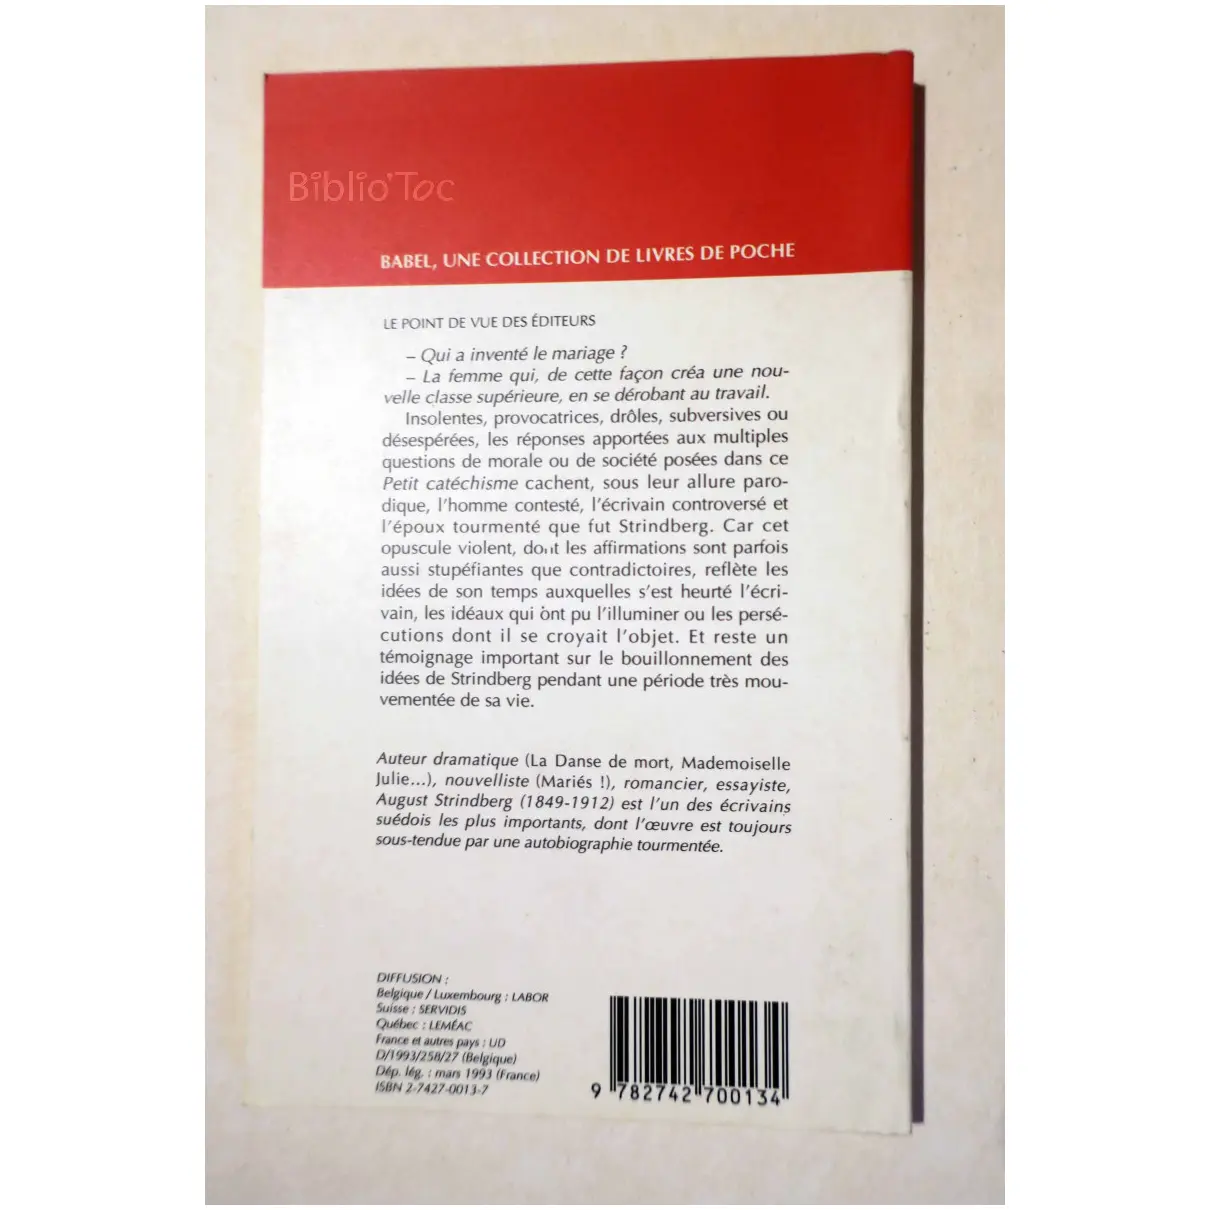 Biblio'Toc
BABEL, UNE COLLECTION DE LIVRES DE POCHE
LE POINT DE VUE DES ÉDITEURS
– Qui a inventé le mariage ?
– La femme qui, de cette façon créa une nou-
velle classe supérieure, en se dérobant au travail.
Insolentes, provocatrices, drôles, subversives ou
désespérées, les réponses apportées aux multiples
questions de morale ou de société posées dans ce
Petit catéchisme cachent, sous leur allure paro-
dique, l'homme contesté, l'écrivain controversé et
l'époux tourmenté que fut Strindberg. Car cet
opuscule violent, dont les affirmations sont parfois
aussi stupéfiantes que contradictoires, reflète les
idées de son temps auxquelles s'est heurté l'écri-
vain, les idéaux qui ont pu l'illuminer ou les persé-
cutions dont il se croyait l'objet. Et reste un
témoignage important sur le bouillonnement des
idées de Strindberg pendant une période très mou-
vementée de sa vie.
Auteur dramatique (La Danse de mort, Mademoiselle
Julie...), nouvelliste (Mariés !), romancier, essayiste,
August Strindberg (1849-1912) est l'un des écrivains
suédois les plus importants, dont l'œuvre est toujours
sous-tendue par une autobiographie tourmentée.
DIFFUSION :
Belgique / Luxembourg : LABOR
Suisse : SERVIDIS
Québec : LEMÉAC
France et autres pays : UD
D/1993/258/27 (Belgique)
Dép. lég. : mars 1993 (France)
ISBN 2-7427-0013-7
9 782742 700134